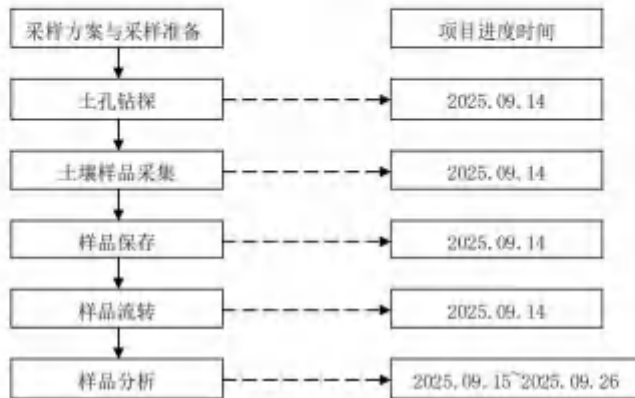 采样方案与采样准备 项目进度时间
土孔钻探 2025.09.14
土壤样品采集 2025.09.14
样品保存 2025.09.14
样品流转 2025.09.14
样品分析 2025.09.15~2025.09.26